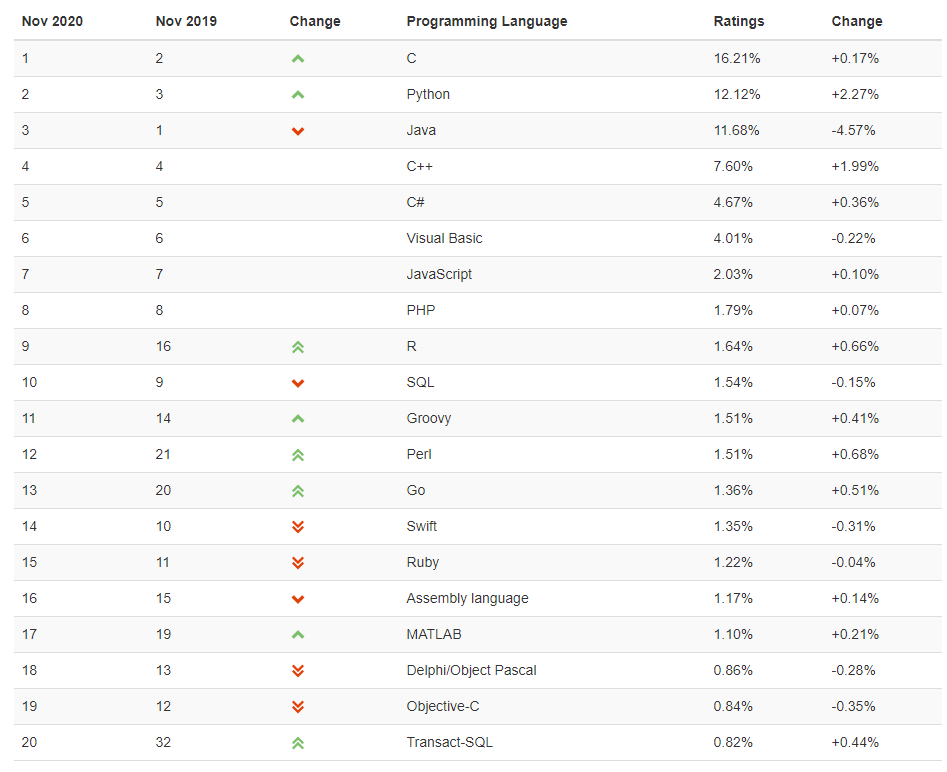 Nov 2020 Nov 2019 Change Programming Language Ratings Change
1 2 C 16.21% +0.17%
2 3 Python 12.12% +2.27%
3 1 Java 11.68% -4.57%
4 4 C++ 7.60% +1.99%
5 5 C# 4.67% +0.36%
6 6 Visual Basic 4.01% -0.22%
7 7 JavaScript 2.03% +0.10%
8 8 PHP 1.79% +0.07%
9 16 R 1.64% +0.66%
10 9 SQL 1.54% -0.15%
11 14 Groovy 1.51% +0.41%
12 21 Perl 1.51% +0.68%
13 20 Go 1.36% +0.51%
14 10 Swift 1.35% -0.31%
15 11 Ruby 1.22% -0.04%
16 15 Assembly language 1.17% +0.14%
17 19 MATLAB 1.10% +0.21%
18 13 Delphi/Object Pascal 0.86% -0.28%
19 12 Objective-C 0.84% -0.35%
20 32 Transact-SQL 0.82% +0.44%